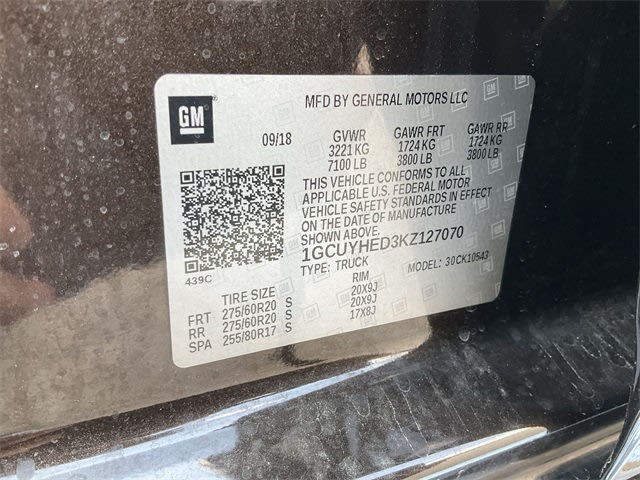 GM
MFD BY GENERAL MOTORS LLC
09/18 GVWR GAWR FRT GAWR RR
3221 KG 1724 KG 1724 KG
7100 LB 3800 LB 3800 LB
THIS VEHICLE CONFORMS TO ALL
APPLICABLE U.S. FEDERAL MOTOR
VEHICLE SAFETY STANDARDS IN EFFECT
ON THE DATE OF MANUFACTURE
SHOWN ABOVE.
1GCUYHED3KZ127070
439C TYPE: TRUCK MODEL: 30CK10543
TIRE SIZE RIM
FRT 275/60R20 S 20X9J
RR 275/60R20 S 20X9J
SPA 255/80R17 S 17X8J